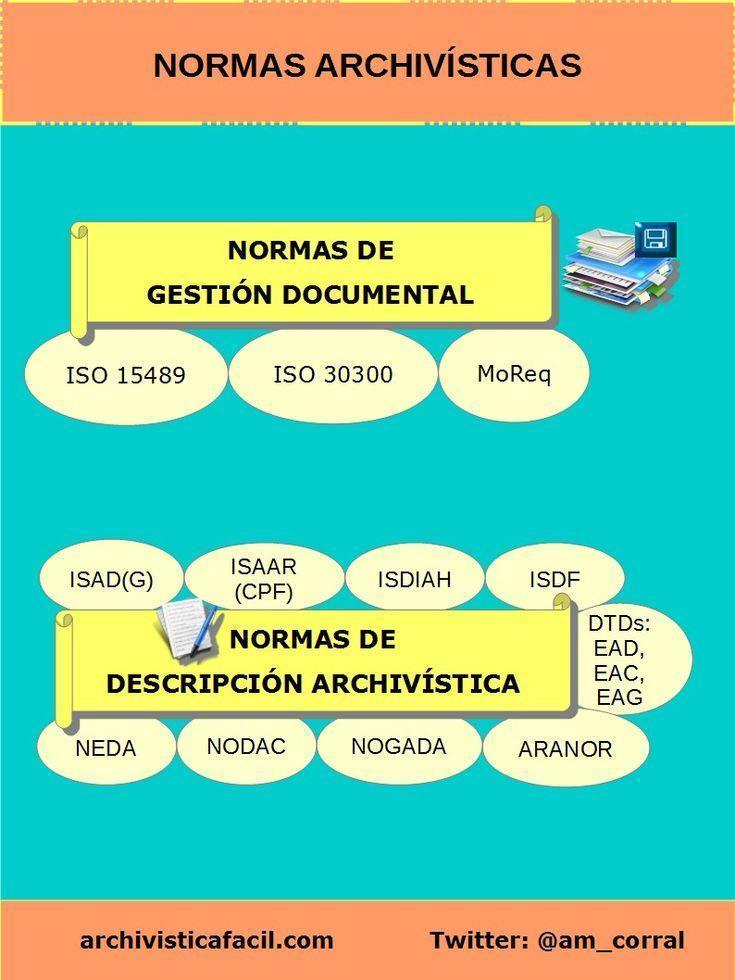 NORMAS ARCHIVÍSTICAS
NORMAS DE
GESTIÓN DOCUMENTAL
ISO 15489
ISO 30300
MoReq
ISAD(G)
ISAAR
(CPF)
ISDIAH
ISDF
NORMAS DE
DESCRIPCIÓN ARCHIVÍSTICA
DTDs:
EAD,
EAC,
EAG
NEDA
NODAC
NOGADA
ARANOR
archivisticafacil.com
Twitter: @am_corral